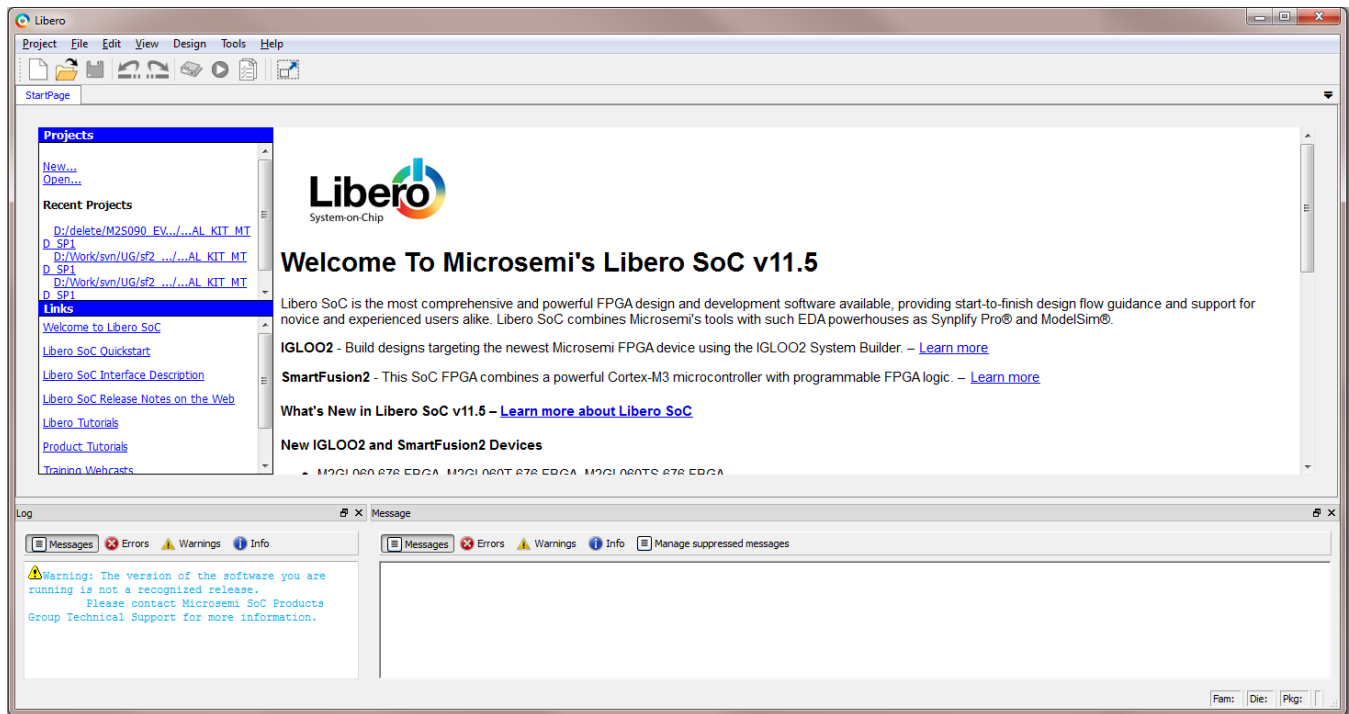 Libero
Project File Edit View Design Tools Help
StartPage
Projects
New...
Open...
Recent Projects
D:/delete/M2S090_EV.../...AL_KIT_MT
D_SP1
D:/Work/svn/UG/sf2_.../...AL_KIT_MT
D_SP1
D:/Work/svn/UG/sf2_.../...AL_KIT_MT
D_SP1
Links
Welcome to Libero SoC
Libero SoC Quickstart
Libero SoC Interface Description
Libero SoC Release Notes on the Web
Libero Tutorials
Product Tutorials
Training Webcasts
Libero
System-on-Chip
Welcome To Microsemi's Libero SoC v11.5
Libero SoC is the most comprehensive and powerful FPGA design and development software available, providing start-to-finish design flow guidance and support for
novice and experienced users alike. Libero SoC combines Microsemi's tools with such EDA powerhouses as Synplify Pro® and ModelSim®.
IGLOO2 - Build designs targeting the newest Microsemi FPGA device using the IGLOO2 System Builder. – Learn more
SmartFusion2 - This SoC FPGA combines a powerful Cortex-M3 microcontroller with programmable FPGA logic. – Learn more
What's New in Libero SoC v11.5 – Learn more about Libero SoC
New IGLOO2 and SmartFusion2 Devices
• M2GL060 676 FBGA, M2GL060T 676 FBGA, M2GL060TS 676 FBGA
Log
Messages Errors Warnings Info
Warning: The version of the software you are
running is not a recognized release.
Please contact Microsemi SoC Products
Group Technical Support for more information.
Message
Messages Errors Warnings Info Manage suppressed messages
Fam: Die: Pkg: